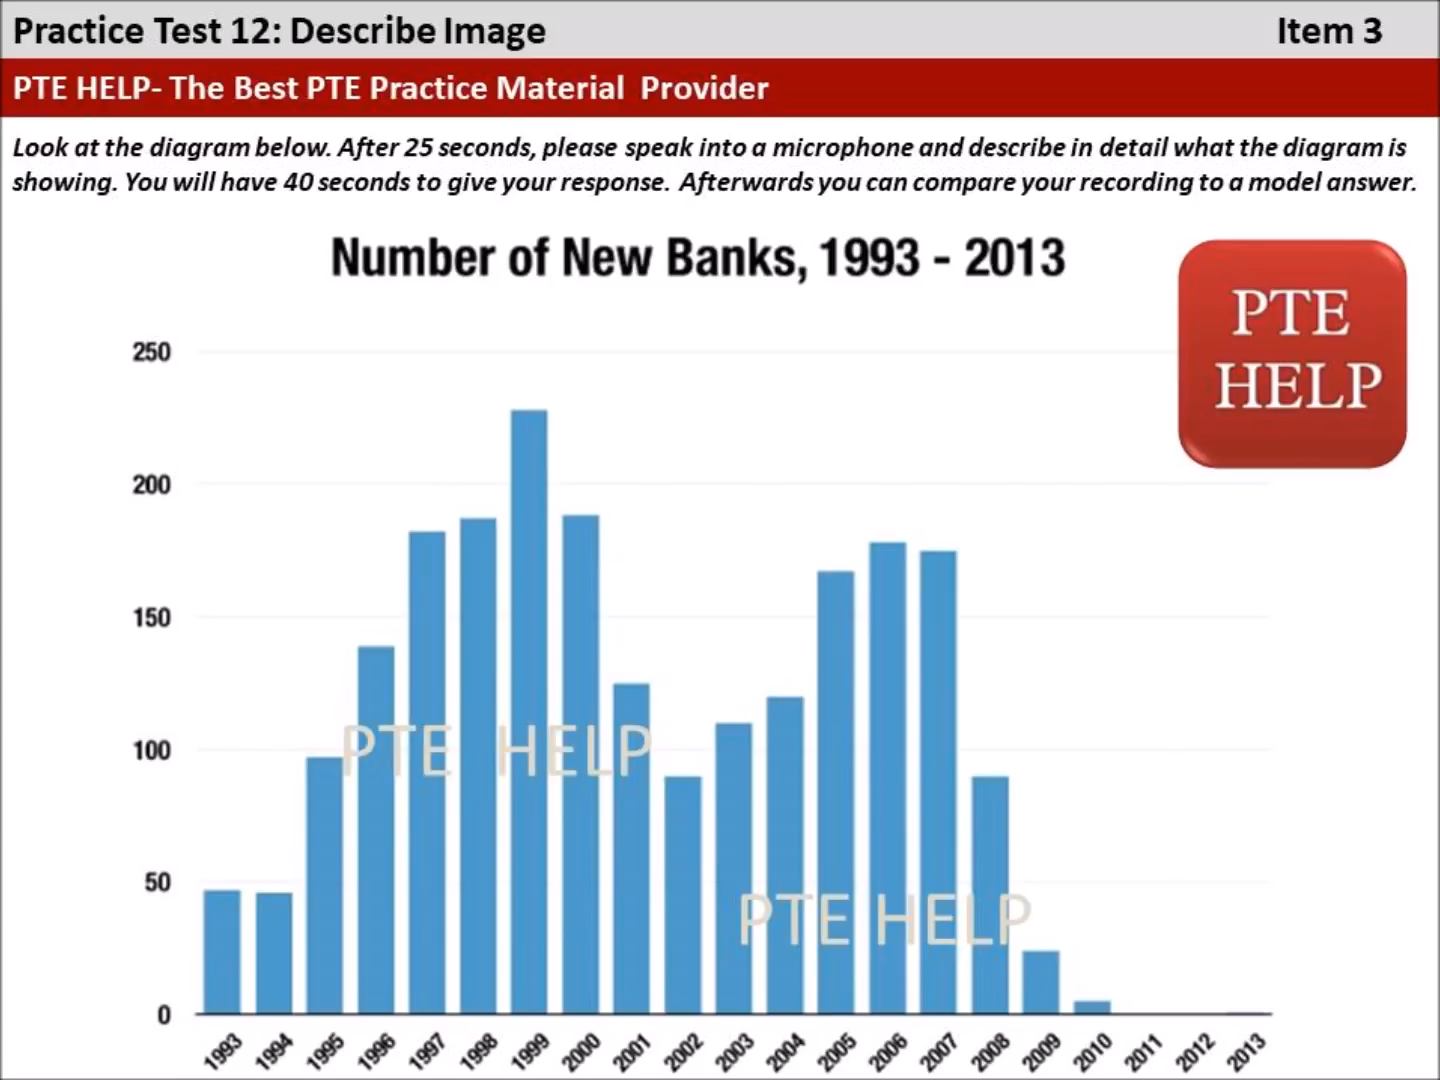 Practice Test 12: Describe Image Item 3
PTE HELP- The Best PTE Practice Material Provider
Look at the diagram below. After 25 seconds, please speak into a microphone and describe in detail what the diagram is
showing. You will have 40 seconds to give your response. Afterwards you can compare your recording to a model answer.
Number of New Banks, 1993 - 2013
PTE
HELP
250
200
150
100
50
0
PTE HELP
PTE HELP
1993 1994 1995 1996 1997 1998 1999 2000 2001 2002 2003 2004 2005 2006 2007 2008 2009 2010 2011 2012 2013